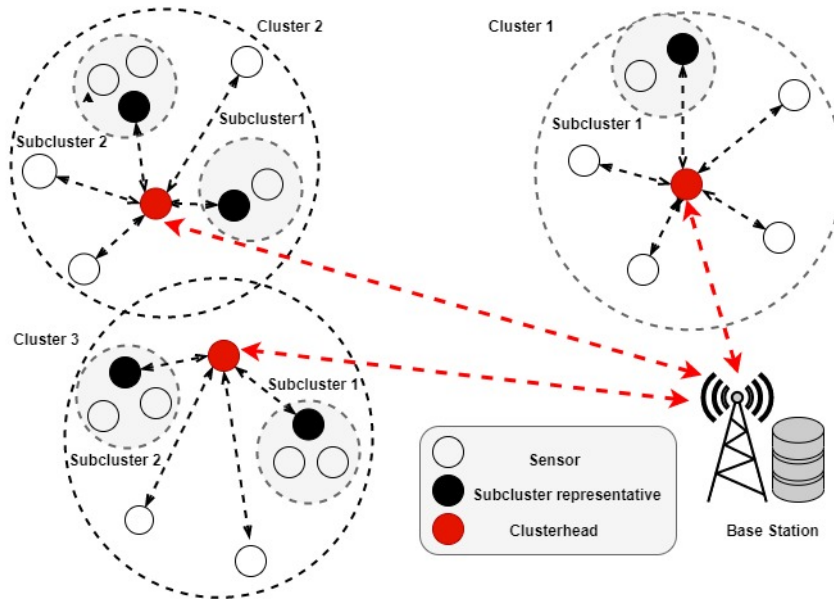 Cluster 2
Cluster 1
Subcluster1
Subcluster 2
Subcluster 1
Cluster 3
Subcluster 1
Subcluster 2
Sensor
Subcluster representative
Clusterhead
Base Station